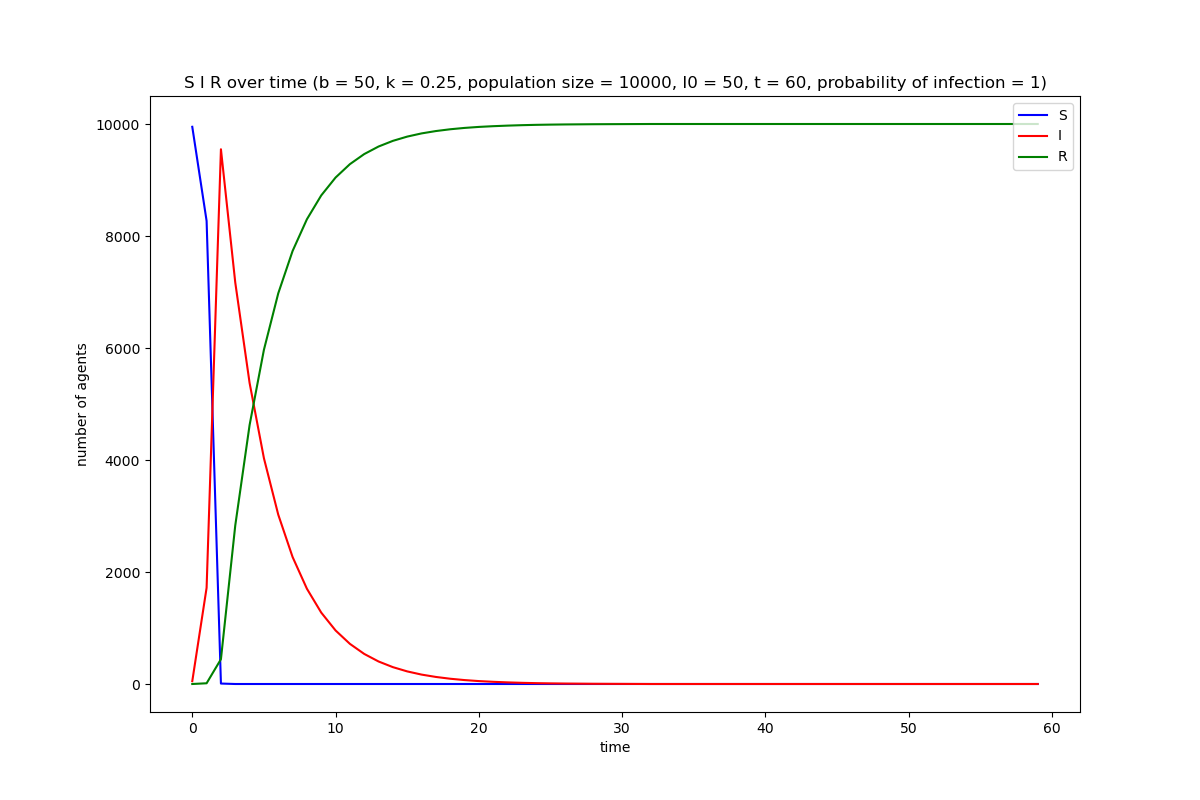 S I R over time (b = 50, k = 0.25, population size = 10000, I0 = 50, t = 60, probability of infection = 1)
S
I
R
10000
8000
6000
4000
2000
0
number of agents
0 10 20 30 40 50 60
time